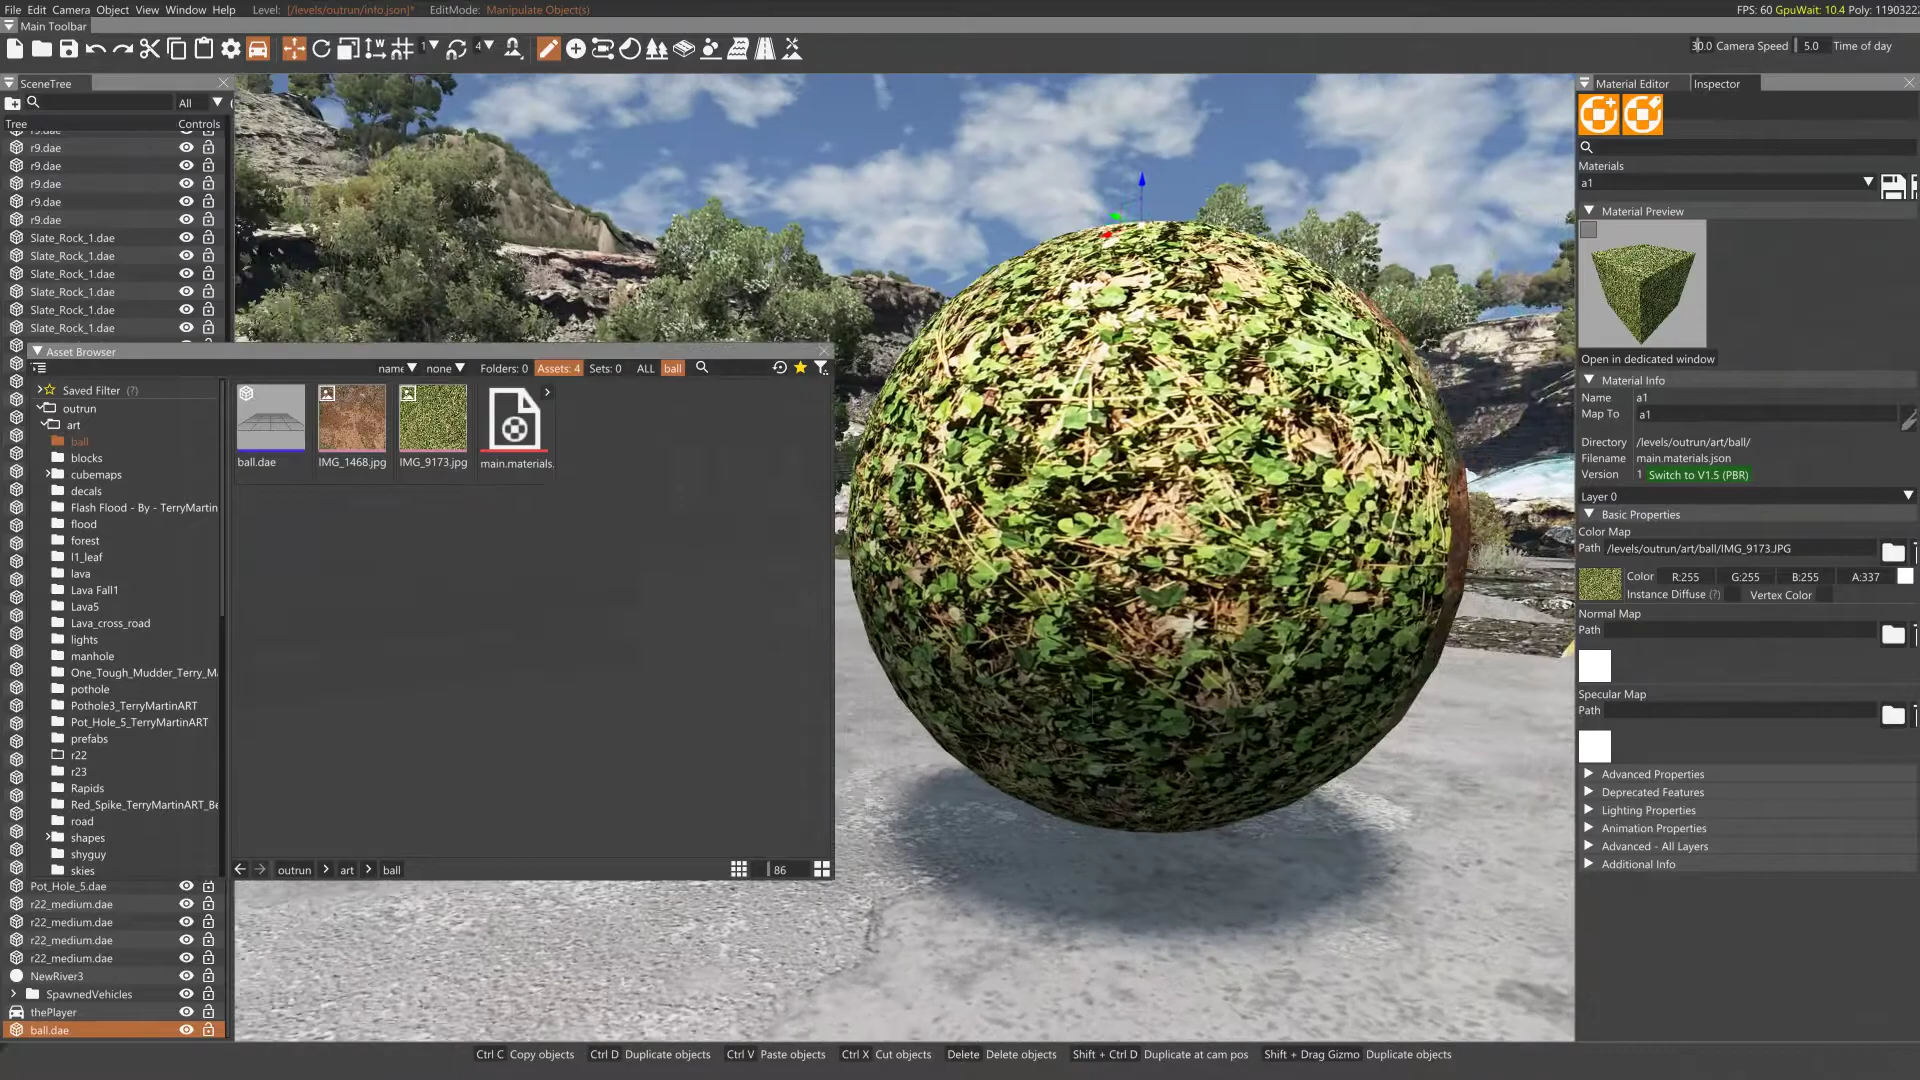 File Edit Camera Object View Window Help Level: [/levels/outrun/info.json]* EditMode: Manipulate Object(s) FPS: 60 GpuWait: 10.4 Poly: 11903222
Main Toolbar
1 4 30.0 Camera Speed 5.0 Time of day
SceneTree
All
Tree Controls
r9.dae
r9.dae
r9.dae
r9.dae
r9.dae
r9.dae
Slate_Rock_1.dae
Slate_Rock_1.dae
Slate_Rock_1.dae
Slate_Rock_1.dae
Slate_Rock_1.dae
Slate_Rock_1.dae
Asset Browser
name none Folders: 0 Assets: 4 Sets: 0 ALL ball
Saved Filter (?)
outrun
art
ball
blocks
cubemaps
decals
Flash Flood - By - TerryMartin
flood
forest
l1_leaf
lava
Lava Fall1
Lava5
Lava_cross_road
lights
manhole
One_Tough_Mudder_Terry_M
pothole
Pothole3_TerryMartinART
Pot_Hole_5_TerryMartinART
prefabs
r22
r23
Rapids
Red_Spike_TerryMartinART_Be
road
shapes
shyguy
skies
ball.dae IMG_1468.jpg IMG_9173.jpg main.materials.
outrun art ball 86
Pot_Hole_5.dae
r22_medium.dae
r22_medium.dae
r22_medium.dae
r22_medium.dae
NewRiver3
SpawnedVehicles
thePlayer
ball.dae
Material Editor Inspector
Materials
a1
Material Preview
Open in dedicated window
Material Info
Name a1
Map To a1
Directory /levels/outrun/art/ball/
Filename main.materials.json
Version 1 Switch to V1.5 (PBR)
Layer 0
Basic Properties
Color Map
Path /levels/outrun/art/ball/IMG_9173.JPG
Color R:255 G:255 B:255 A:337
Instance Diffuse (?) Vertex Color
Normal Map
Path
Specular Map
Path
Advanced Properties
Deprecated Features
Lighting Properties
Animation Properties
Advanced - All Layers
Additional Info
Ctrl C Copy objects Ctrl D Duplicate objects Ctrl V Paste objects Ctrl X Cut objects Delete Delete objects Shift + Ctrl D Duplicate at cam pos Shift + Drag Gizmo Duplicate objects